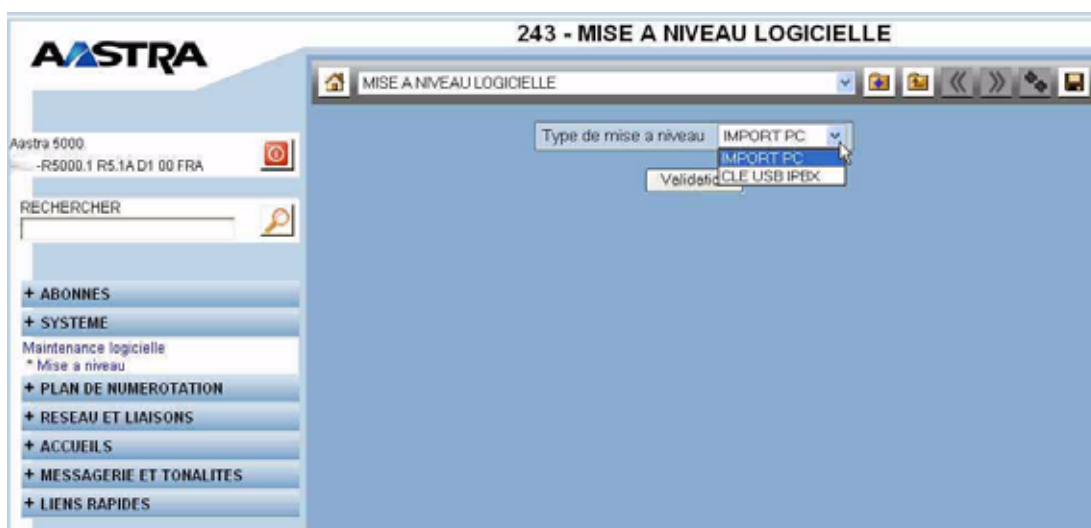 243 - MISE A NIVEAU LOGICIELLE
AASTRA
MISE A NIVEAU LOGICIELLE
Type de mise a niveau IMPORT PC
IMPORT PC
CLE USB IPBX
Aastra 5000
-R5000.1 R5.1A D1 00 FRA
RECHERCHER
+ ABONNES
+ SYSTEME
Maintenance logicielle
* Mise a niveau
+ PLAN DE NUMEROTATION
+ RESEAU ET LIAISONS
+ ACCUEILS
+ MESSAGERIE ET TONALITES
+ LIENS RAPIDES